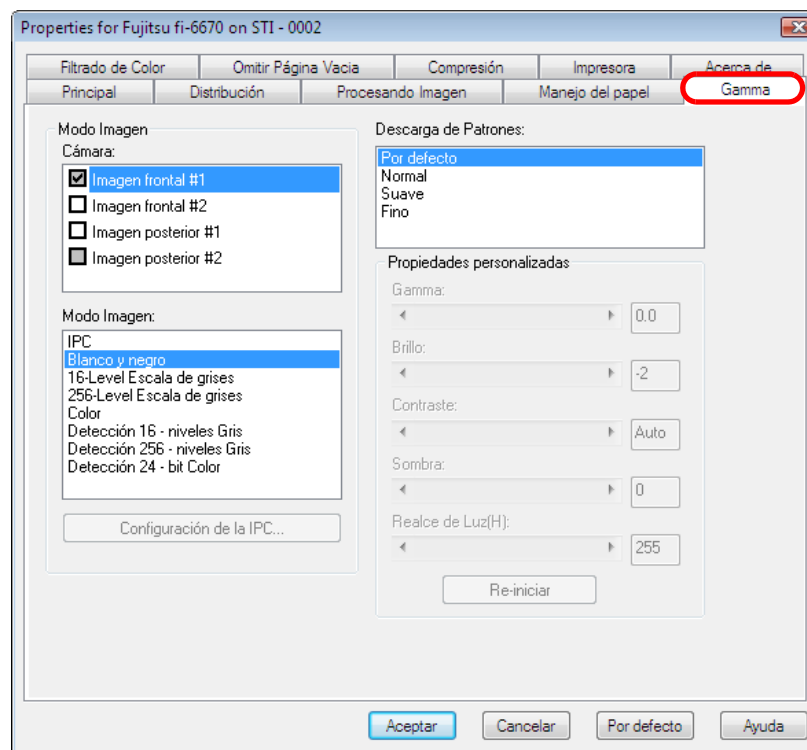 Properties for Fujitsu fi-6670 on STI - 0002
Filtrado de Color
Omitir Página Vacia
Compresión
Impresora
Acerca de
Principal
Distribución
Procesando Imagen
Manejo del papel
Gamma
Modo Imagen
Cámara:
Imagen frontal #1
Imagen frontal #2
Imagen posterior #1
Imagen posterior #2
Modo Imagen:
IPC
Blanco y negro
16-Level Escala de grises
256-Level Escala de grises
Color
Detección 16 - niveles Gris
Detección 256 - niveles Gris
Detección 24 - bit Color
Configuración de la IPC...
Descarga de Patrones:
Por defecto
Normal
Suave
Fino
Propiedades personalizadas
Gamma:
0.0
Brillo:
-2
Contraste:
Auto
Sombra:
0
Realce de Luz(H):
255
Re-iniciar
Aceptar
Cancelar
Por defecto
Ayuda